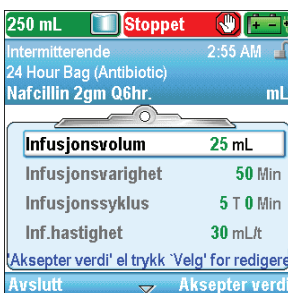 250 mL Stoppet
Intermitterende 2:55 AM
24 Hour Bag (Antibiotic)
Nafcillin 2gm Q6hr. mL
Infusjonsvolum 25 mL
Infusjonsvarighet 50 Min
Infusjonssyklus 5 T 0 Min
Inf.hastighet 30 mL/t
'Aksepter verdi' el trykk `Velg' for redigere
Avslutt Aksepter verdi